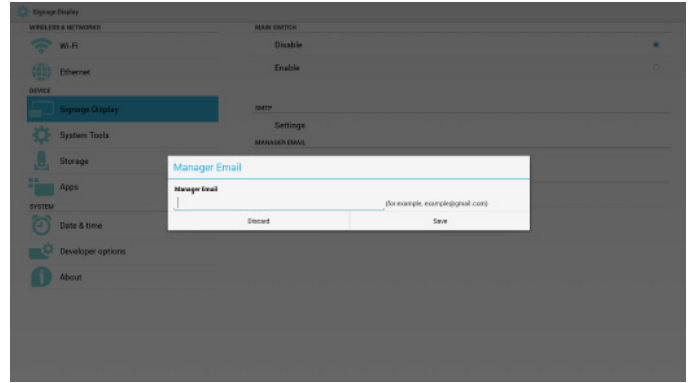 Signage Display
WIRELESS & NETWORKS
Wi-Fi
Ethernet
DEVICE
Signage Display
System Tools
Storage
Apps
SYSTEM
Date & time
Developer options
About
MAIN SWITCH
Disable
Enable
SMTP
Settings
MANAGER EMAIL
Manager Email
Manager Email
(for example, example@gmail.com)
Discard
Save